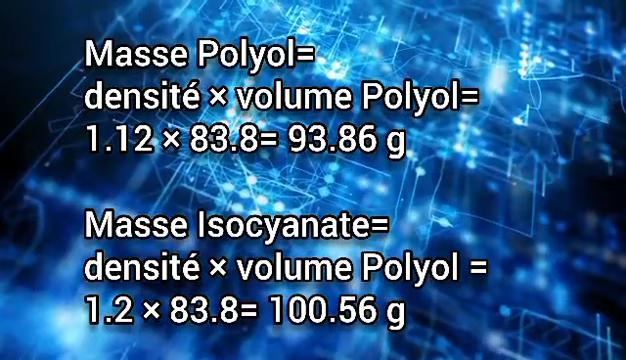 Masse Polyol=
densité × volume Polyol=
1.12 × 83.8= 93.86 g
Masse Isocyanate=
densité × volume Polyol =
1.2 × 83.8= 100.56 g